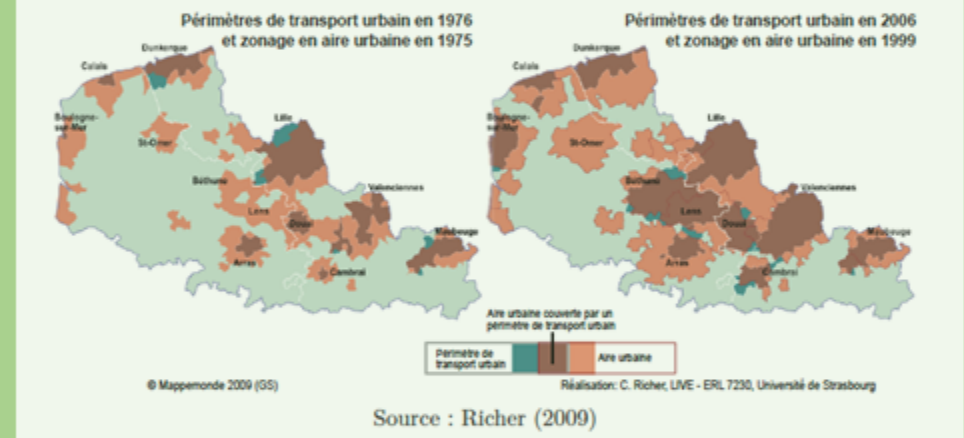 Périmètres de transport urbain en 1976
et zonage en aire urbaine en 1975
Dunkerque
Calais
Boulogne-
sur-Mer
St-Omer
Lille
Béthune
Lens
Douai
Valenciennes
Maubeuge
Arras
Cambrai
Périmètres de transport urbain en 2006
et zonage en aire urbaine en 1999
Dunkerque
Calais
Boulogne-
sur-Mer
St-Omer
Lille
Béthune
Lens
Douai
Valenciennes
Maubeuge
Arras
Cambrai
Aire urbaine couverte par un
périmètre de transport urbain
Périmètre de
transport urbain
Aire urbaine
© Mappemonde 2009 (GS)
Réalisation: C. Richer, LIVE - ERL 7230, Université de Strasbourg
Source : Richer (2009)